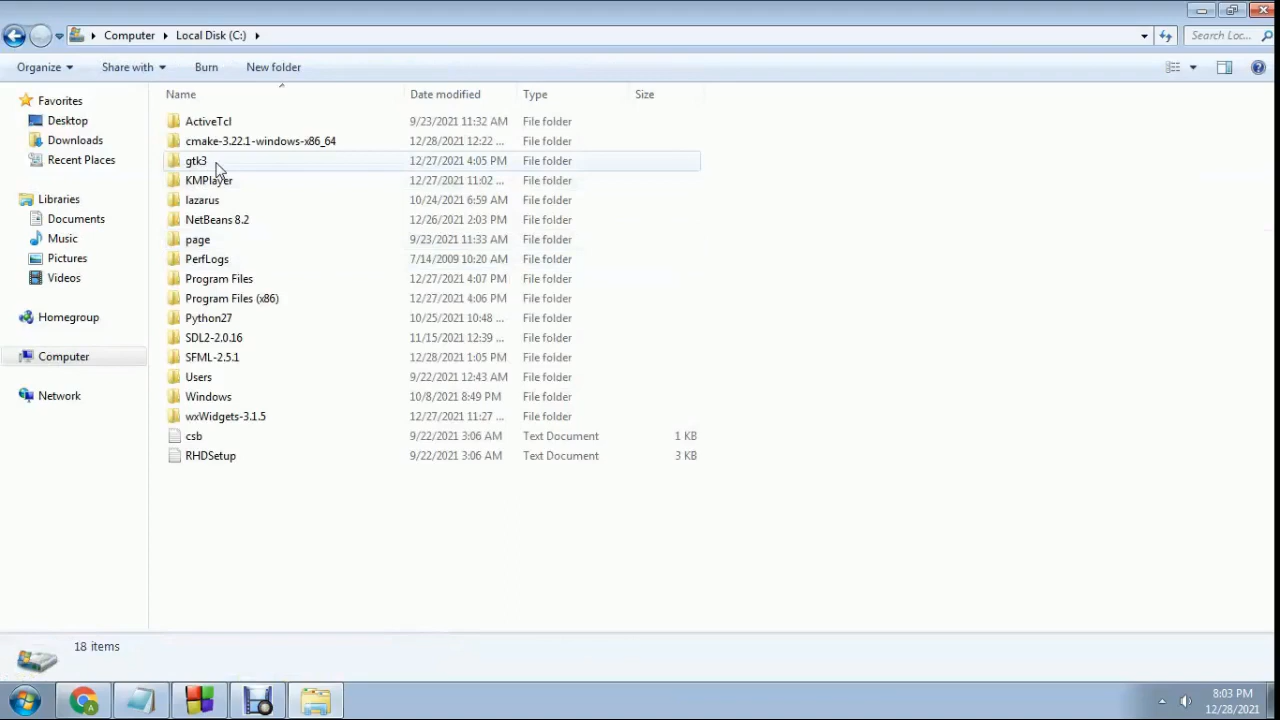 Computer Local Disk (C:) Search Loc...
Organize Share with Burn New folder
Favorites
Desktop
Downloads
Recent Places
Libraries
Documents
Music
Pictures
Videos
Homegroup
Computer
Network
Name Date modified Type Size
ActiveTcl 9/23/2021 11:32 AM File folder
cmake-3.22.1-windows-x86_64 12/28/2021 12:22 ... File folder
gtk3 12/27/2021 4:05 PM File folder
KMPlayer 12/27/2021 11:02 ... File folder
lazarus 10/24/2021 6:59 AM File folder
NetBeans 8.2 12/26/2021 2:03 PM File folder
page 9/23/2021 11:33 AM File folder
PerfLogs 7/14/2009 10:20 AM File folder
Program Files 12/27/2021 4:07 PM File folder
Program Files (x86) 12/27/2021 4:06 PM File folder
Python27 10/25/2021 10:48 ... File folder
SDL2-2.0.16 11/15/2021 12:39 ... File folder
SFML-2.5.1 12/28/2021 1:05 PM File folder
Users 9/22/2021 12:43 AM File folder
Windows 10/8/2021 8:49 PM File folder
wxWidgets-3.1.5 12/27/2021 11:27 ... File folder
csb 9/22/2021 3:06 AM Text Document 1 KB
RHDSetup 9/22/2021 3:06 AM Text Document 3 KB
18 items
8:03 PM
12/28/2021